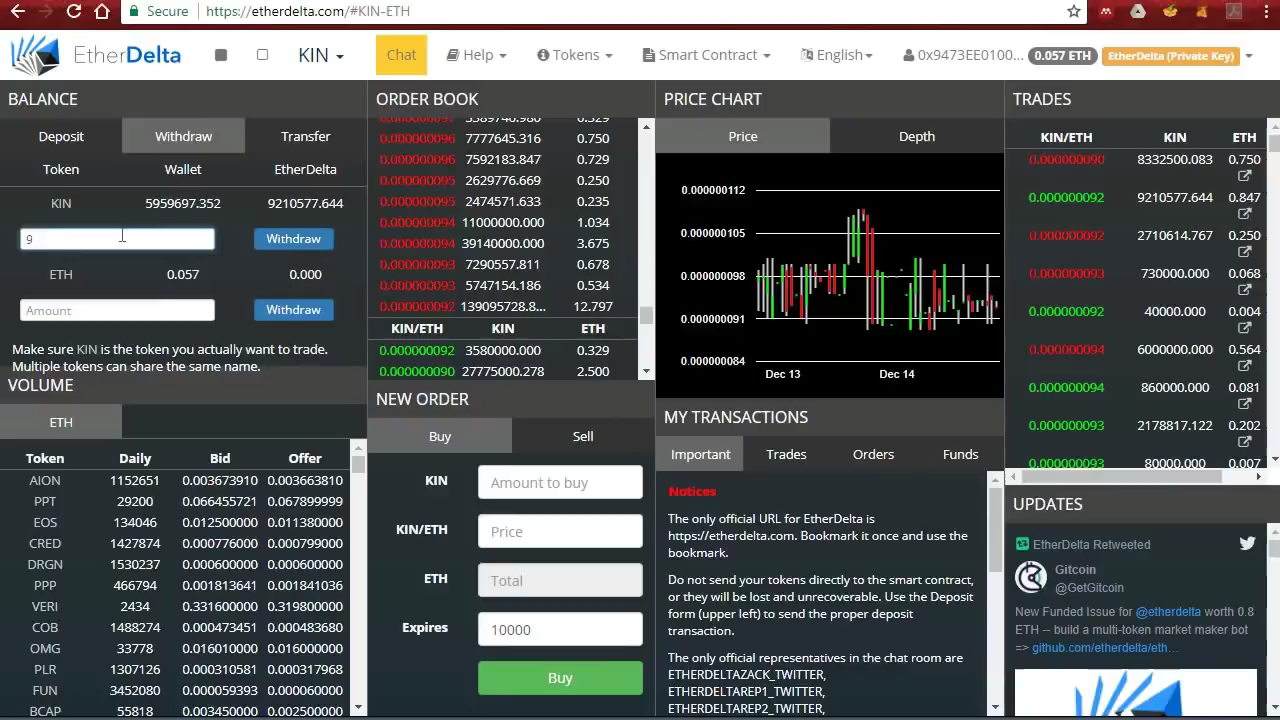 Secure
https://etherdelta.com/#KIN-ETH
EtherDelta
KIN
Chat
Help
Tokens
Smart Contract
English
0x9473EE0100...
0.057 ETH
EtherDelta (Private Key)
BALANCE
Deposit Withdraw Transfer
Token Wallet EtherDelta
KIN 5959697.352 9210577.644
9 Withdraw
ETH 0.057 0.000
Amount Withdraw
Make sure KIN is the token you actually want to trade.
Multiple tokens can share the same name.
VOLUME
ETH
Token Daily Bid Offer
AION 1152651 0.003673910 0.003663810
PPT 29200 0.066455721 0.067399999
EOS 134046 0.012500000 0.011380000
CRED 1427874 0.000776000 0.000799000
DRGN 1530237 0.000600000 0.000600000
PPP 466794 0.001813641 0.001841036
VERI 2434 0.331600000 0.319800000
COB 1488274 0.000473451 0.000483680
OMG 33778 0.016010000 0.016000000
PLR 1307126 0.000310581 0.000317968
FUN 3452080 0.000059393 0.000060000
BCAP 55818 0.003450000 0.002500000
ORDER BOOK
0.000000096 7777645.316 0.750
0.000000096 7592183.847 0.729
0.000000095 2629776.669 0.250
0.000000095 2474571.633 0.235
0.000000094 11000000.000 1.034
0.000000094 39140000.000 3.675
0.000000093 7290557.811 0.678
0.000000093 5747154.186 0.534
0.000000092 139095728.8... 12.797
KIN/ETH KIN ETH
0.000000092 3580000.000 0.329
0.000000090 27775000.278 2.500
NEW ORDER
Buy Sell
KIN Amount to buy
KIN/ETH Price
ETH Total
Expires 10000
Buy
PRICE CHART
Price Depth
0.000000112
0.000000105
0.000000098
0.000000091
0.000000084
Dec 13 Dec 14
MY TRANSACTIONS
Important Trades Orders Funds
Notices
The only official URL for EtherDelta is
https://etherdelta.com. Bookmark it once and use the
bookmark.
Do not send your tokens directly to the smart contract,
or they will be lost and unrecoverable. Use the Deposit
form (upper left) to send the proper deposit
transaction.
The only official representatives in the chat room are
ETHERDELTAZACK_TWITTER,
ETHERDELTAREP1_TWITTER,
ETHERDELTAREP2_TWITTER,
TRADES
KIN/ETH KIN ETH
0.000000090 8332500.083 0.750
0.000000092 9210577.644 0.847
0.000000092 2710614.767 0.250
0.000000093 730000.000 0.068
0.000000092 40000.000 0.004
0.000000094 6000000.000 0.564
0.000000094 860000.000 0.081
0.000000093 2178817.122 0.202
0.000000093 80000.000 0.007
UPDATES
EtherDelta Retweeted
Gitcoin
@GetGitcoin
New Funded Issue for @etherdelta worth 0.8
ETH -- build a multi-token market maker bot
=> github.com/etherdelta/eth...